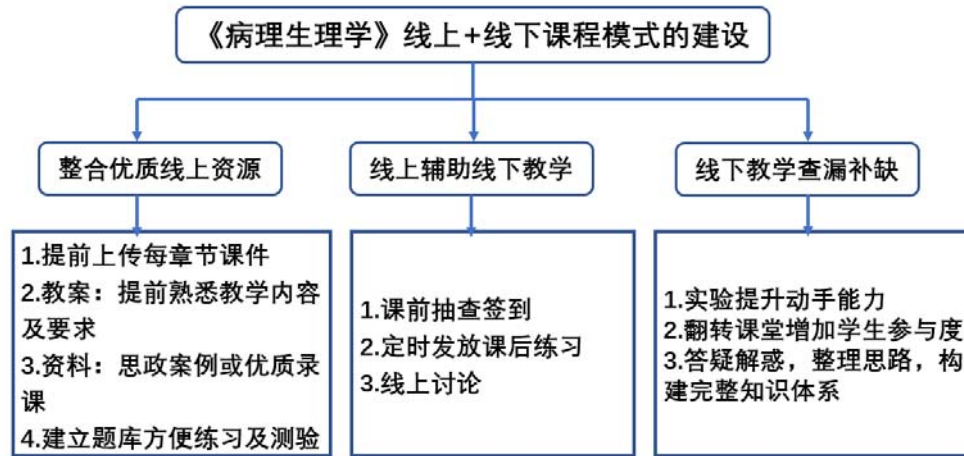 《病理生理学》线上+线下课程模式的建设
整合优质线上资源
线上辅助线下教学
线下教学查漏补缺
1.提前上传每章节课件
2.教案：提前熟悉教学内容
及要求
3.资料：思政案例或优质录
课
4.建立题库方便练习及测验
1.课前抽查签到
2.定时发放课后练习
3.线上讨论
1.实验提升动手能力
2.翻转课堂增加学生参与度
3.答疑解惑，整理思路，构
建完整知识体系